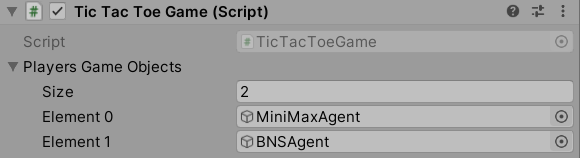 Tic Tac Toe Game (Script)
Script TicTacToeGame
Players Game Objects
Size 2
Element 0 MiniMaxAgent
Element 1 BNSAgent